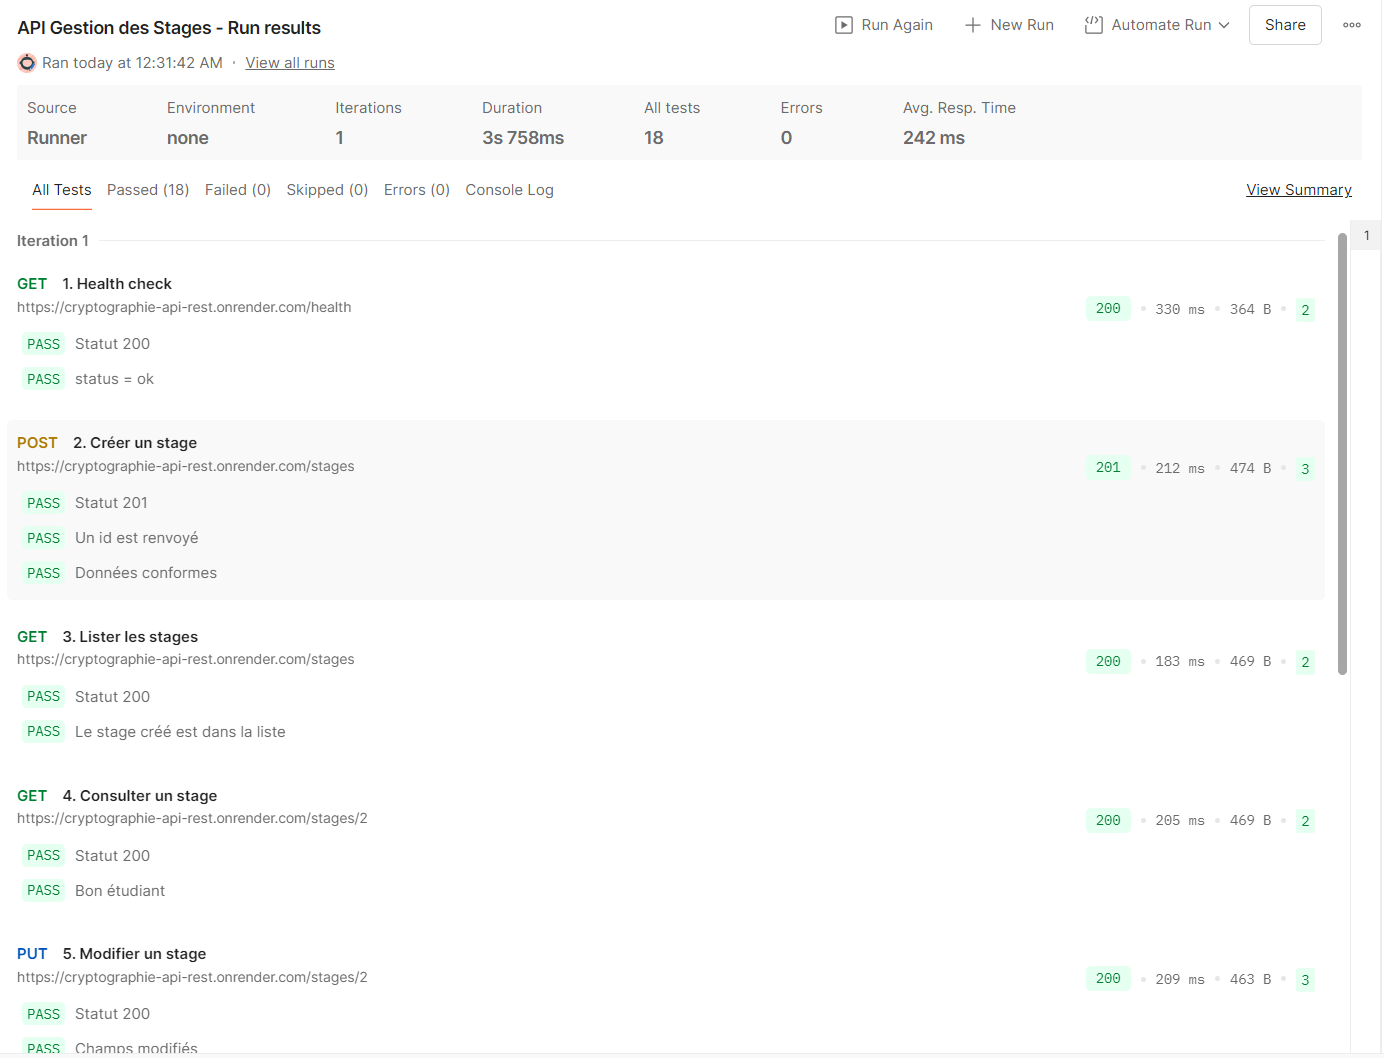 API Gestion des Stages - Run results
Run Again
New Run
Automate Run
Share
Ran today at 12:31:42 AM · View all runs
Source Environment Iterations Duration All tests Errors Avg. Resp. Time
Runner none 1 3s 758ms 18 0 242 ms
All Tests Passed (18) Failed (0) Skipped (0) Errors (0) Console Log View Summary
Iteration 1
1
GET 1. Health check
https://cryptographie-api-rest.onrender.com/health
200 • 330 ms • 364 B • 2
PASS Statut 200
PASS status = ok
POST 2. Créer un stage
https://cryptographie-api-rest.onrender.com/stages
201 • 212 ms • 474 B • 3
PASS Statut 201
PASS Un id est renvoyé
PASS Données conformes
GET 3. Lister les stages
https://cryptographie-api-rest.onrender.com/stages
200 • 183 ms • 469 B • 2
PASS Statut 200
PASS Le stage créé est dans la liste
GET 4. Consulter un stage
https://cryptographie-api-rest.onrender.com/stages/2
200 • 205 ms • 469 B • 2
PASS Statut 200
PASS Bon étudiant
PUT 5. Modifier un stage
https://cryptographie-api-rest.onrender.com/stages/2
200 • 209 ms • 463 B • 3
PASS Statut 200
PASS Champs modifiés